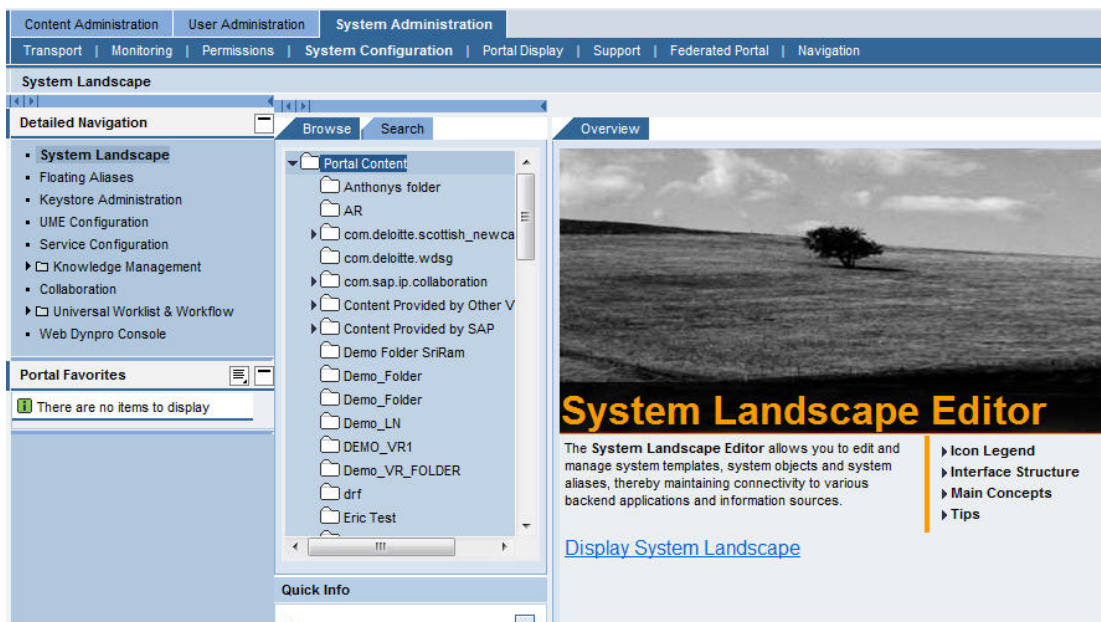 Content Administration User Administration System Administration
Transport | Monitoring | Permissions | System Configuration | Portal Display | Support | Federated Portal | Navigation
System Landscape
Detailed Navigation
System Landscape
Floating Aliases
Keystore Administration
UME Configuration
Service Configuration
Knowledge Management
Collaboration
Universal Worklist & Workflow
Web Dynpro Console
Portal Favorites
There are no items to display
Browse Search
Portal Content
Anthonys folder
AR
com.deloitte.scottish_newca
com.deloitte.wdsg
com.sap.ip.collaboration
Content Provided by Other V
Content Provided by SAP
Demo Folder SriRam
Demo_Folder
Demo_Folder
Demo_LN
DEMO_VR1
Demo_VR_FOLDER
drf
Eric Test
Quick Info
Overview
System Landscape Editor
The System Landscape Editor allows you to edit and
manage system templates, system objects and system
aliases, thereby maintaining connectivity to various
backend applications and information sources.
Icon Legend
Interface Structure
Main Concepts
Tips
Display System Landscape